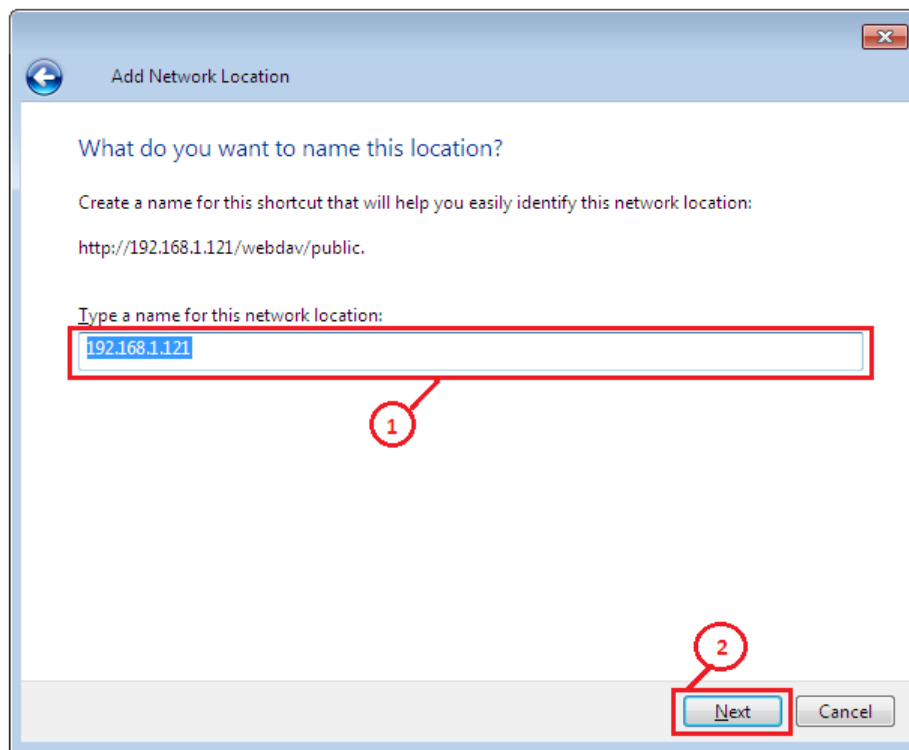 Add Network Location
What do you want to name this location?
Create a name for this shortcut that will help you easily identify this network location:
http://192.168.1.121/webdav/public.
Type a name for this network location:
192.168.1.121
1
2
Next
Cancel